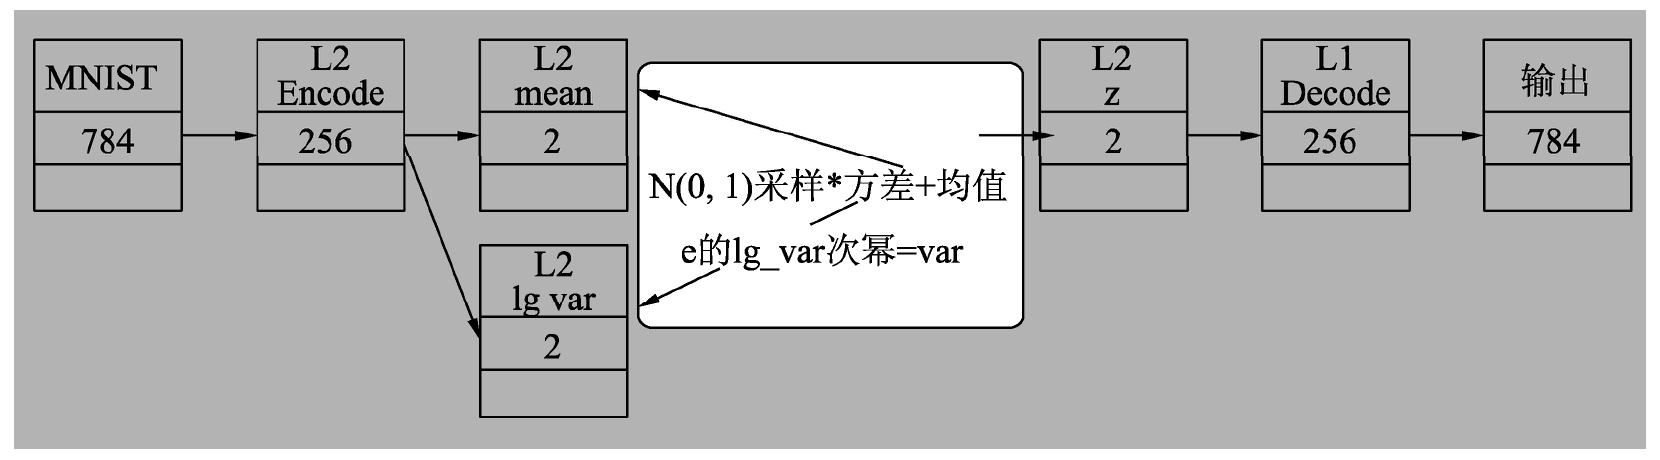 MNIST
784
L2
Encode
256
L2
mean
2
L2
lg var
2
N(0, 1)采样*方差+均值
e的lg_var次幂=var
L2
z
2
L1
Decode
256
输出
784